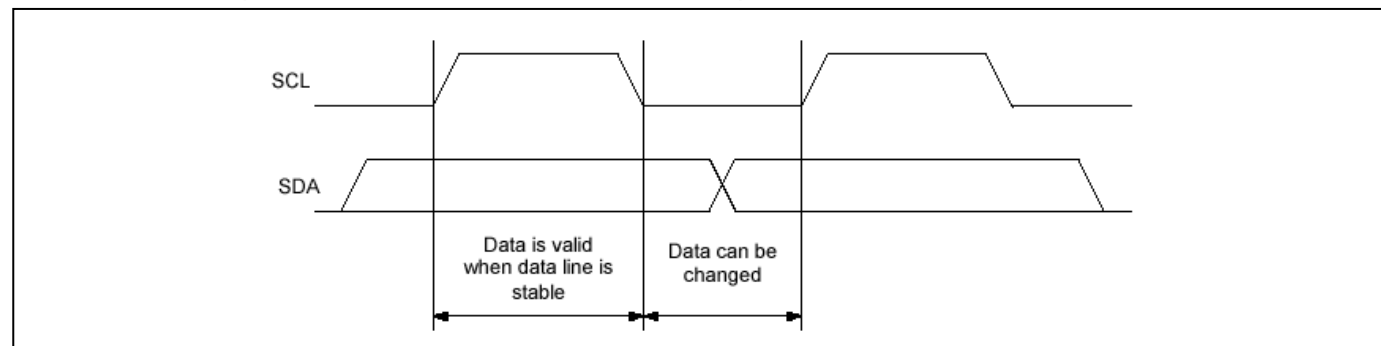 SCL
SDA
Data is valid
when data line is
stable
Data can be
changed